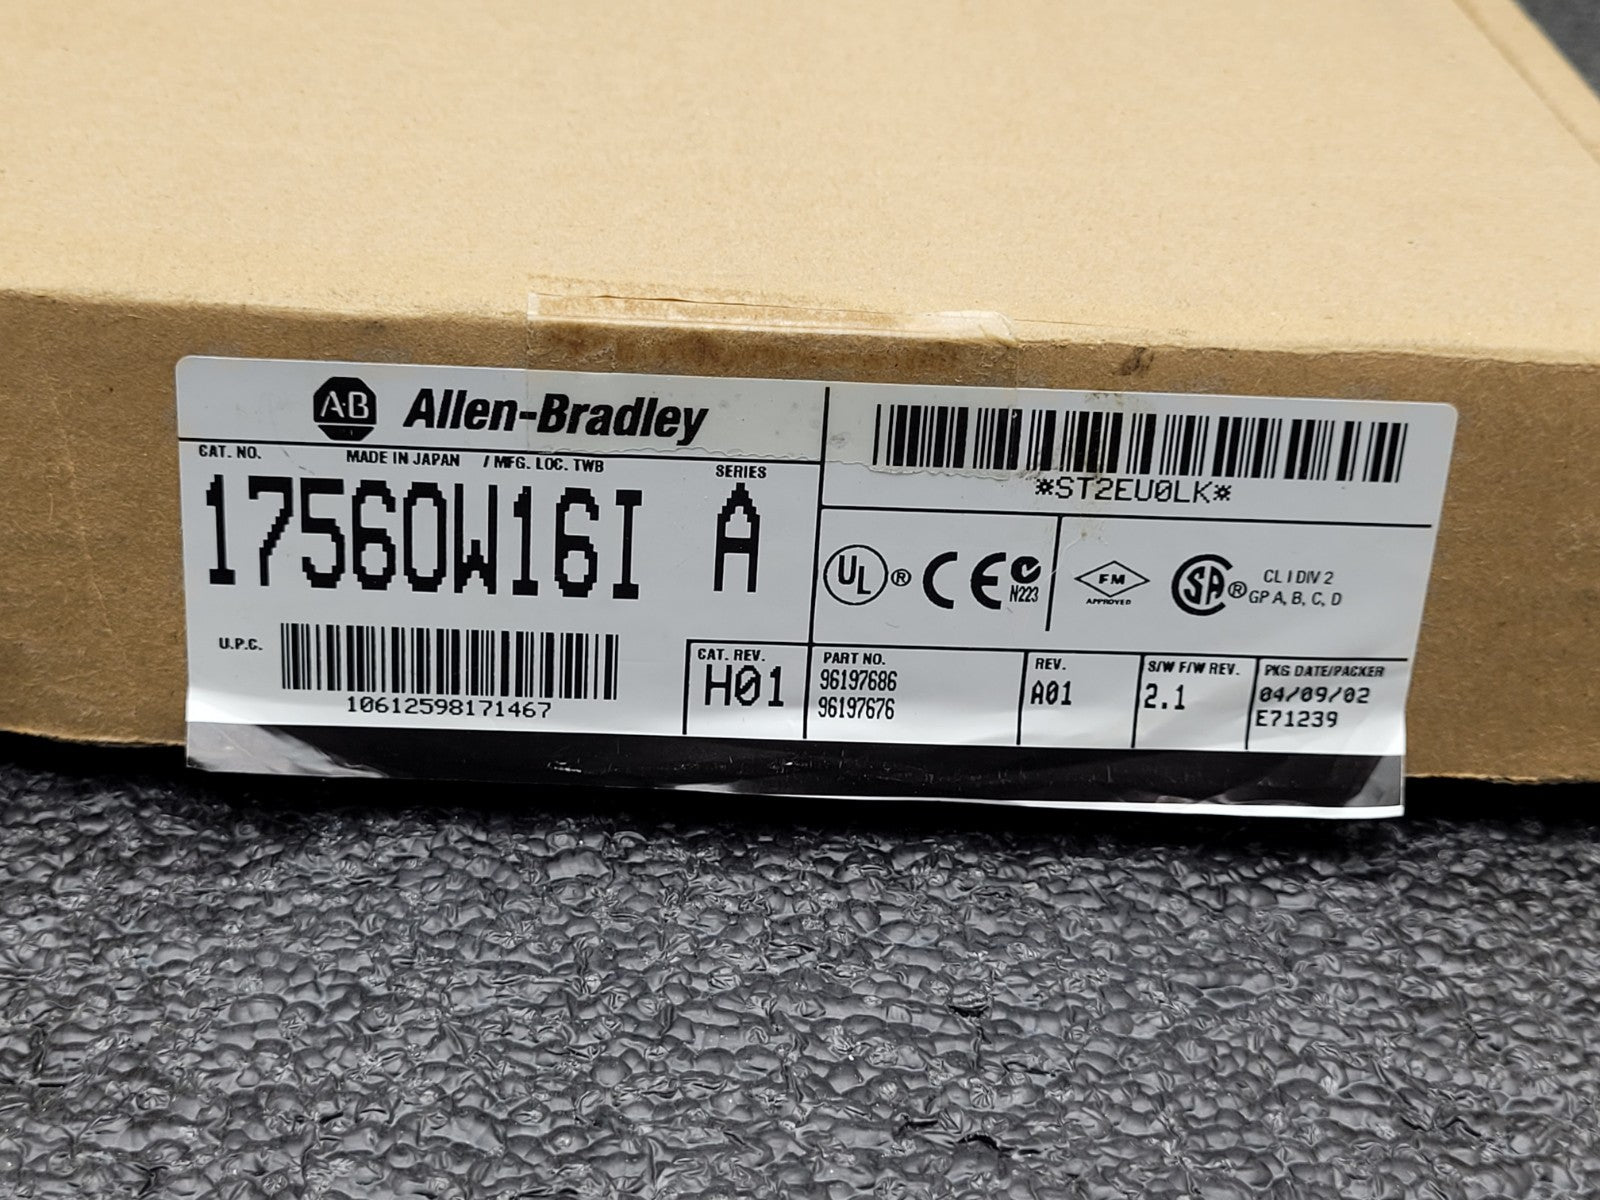 A-B Allen-Bradley
CAT. NO. MADE IN JAPAN / MFG. LOC. TWB SERIES
1756OW16I A
U.P.C.
10612598171467
CAT. REV.
H01
*ST2EU0LK*
UL ® CE N223
FM
APPROVED
SA ® CL I DIV 2
GP A, B, C, D
PART NO.
96197686
96197676
REV.
A01
S/W F/W REV.
2.1
PKG DATE/PACKER
04/09/02
E71239